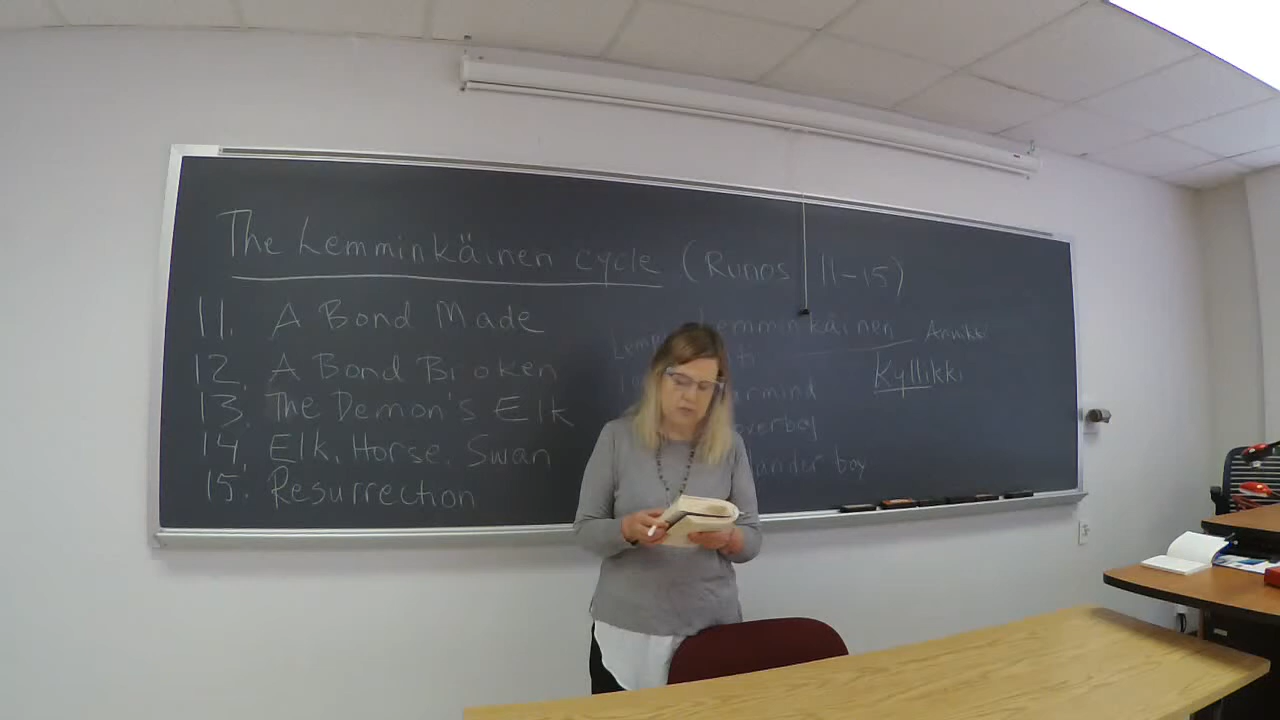 The Lemminkäinen cycle (Runos 11-15)
11. A Bond Made
12. A Bond Broken
13. The Demon's Elk
14. Elk, Horse, Swan
15. Resurrection
Lemminkäinen
Annikki
Kyllikki